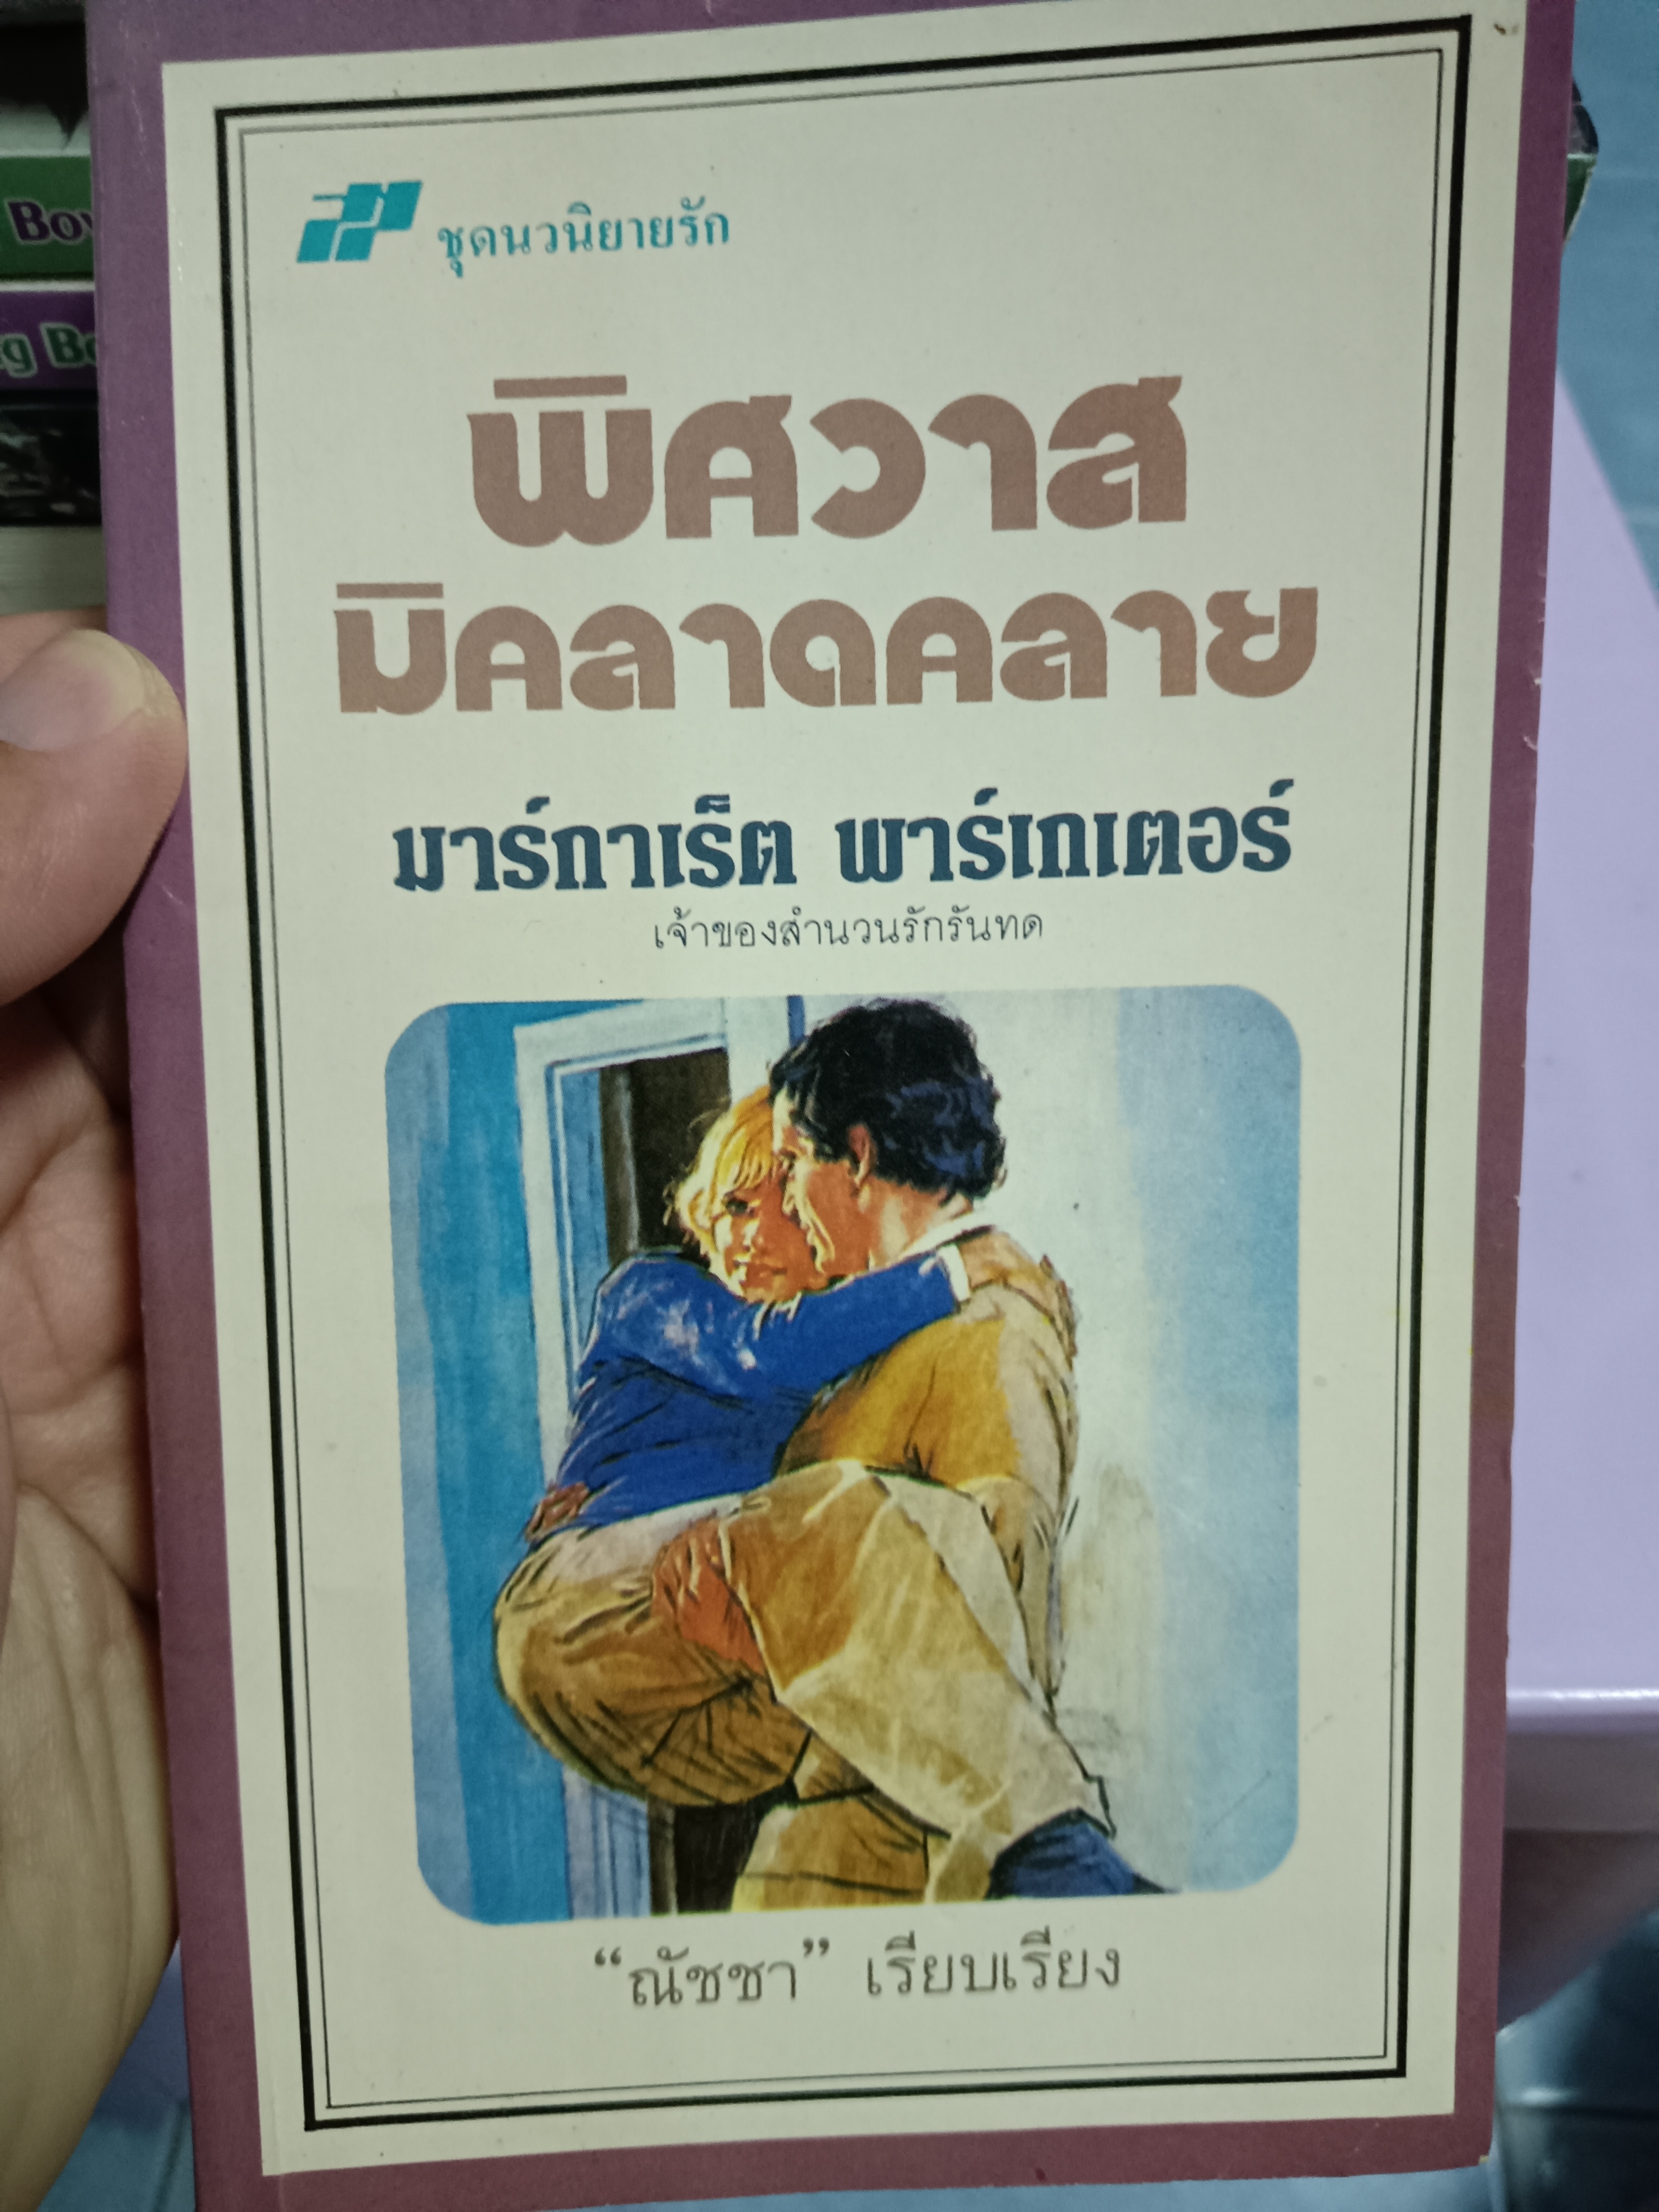 ชุดนวนิยายรัก
พิศวาส
มิคลาดคลาย
มาร์กาเร็ต พาร์เกเตอร์
เจ้าของสำนวนรักรันทด
“ณัชชา” เรียบเรียง